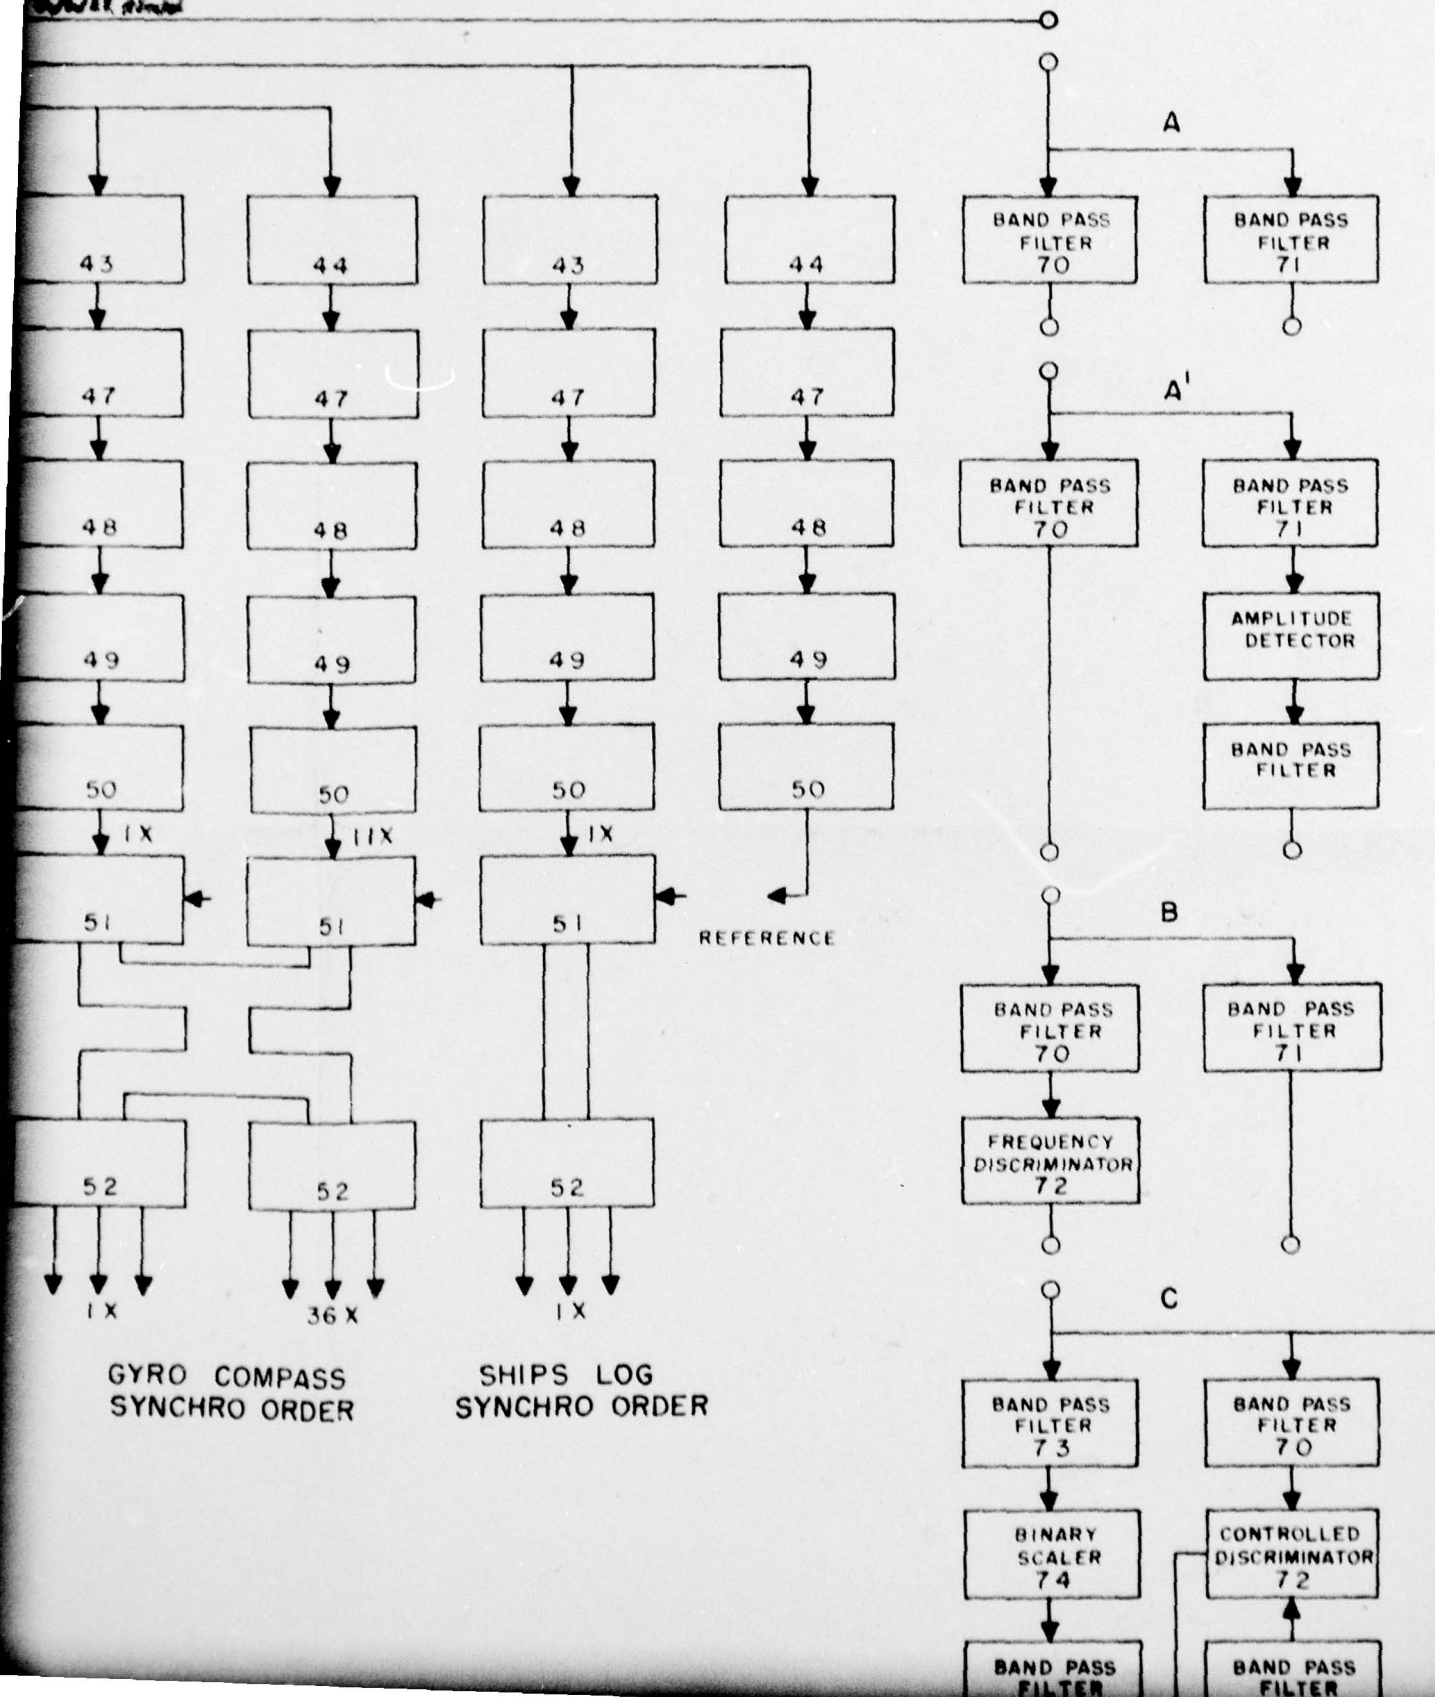 A
43
44
43
44
BAND PASS
FILTER
70
BAND PASS
FILTER
71
47
47
47
47
A'
48
48
48
48
BAND PASS
FILTER
70
BAND PASS
FILTER
71
49
49
49
49
AMPLITUDE
DETECTOR
50
50
50
50
BAND PASS
FILTER
1X
11X
1X
51
51
51
REFERENCE
B
BAND PASS
FILTER
70
BAND PASS
FILTER
71
52
52
52
FREQUENCY
DISCRIMINATOR
72
1X
36X
1X
GYRO COMPASS
SYNCHRO ORDER
SHIPS LOG
SYNCHRO ORDER
C
BAND PASS
FILTER
73
BAND PASS
FILTER
70
BINARY
SCALER
74
CONTROLLED
DISCRIMINATOR
72
BAND PASS
FILTER
BAND PASS
FILTER